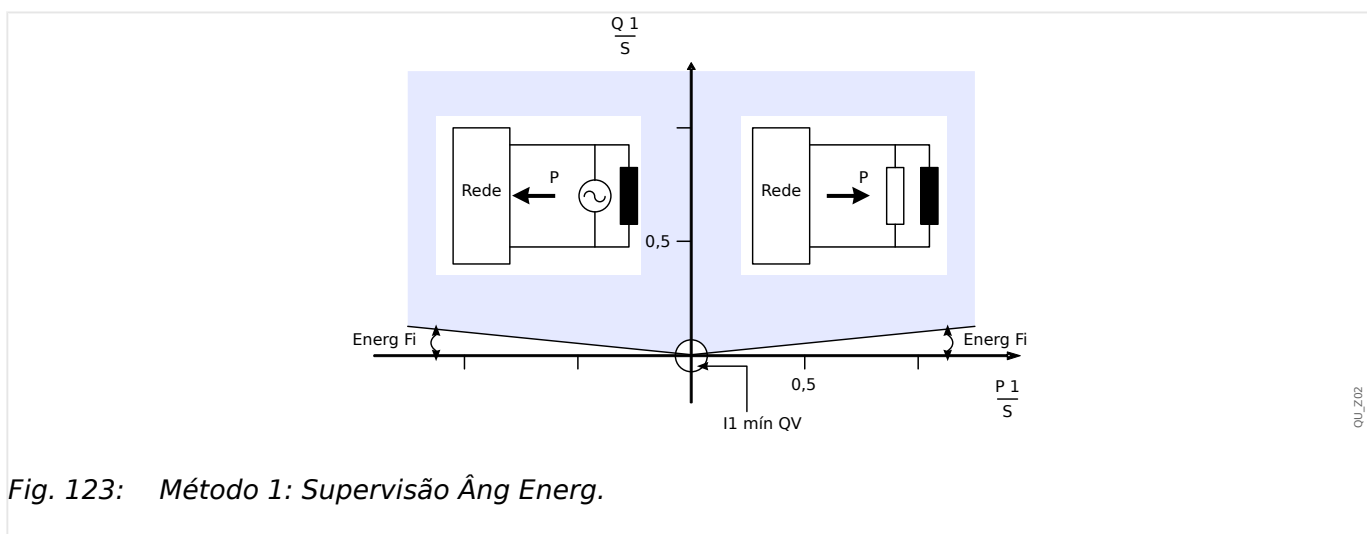 Q 1
S
Rede
P
Rede
P
0,5
Energ Fi
Energ Fi
0,5
P 1
S
I1 mín QV
QU_Z02
Fig. 123: Método 1: Supervisão Âng Energ.